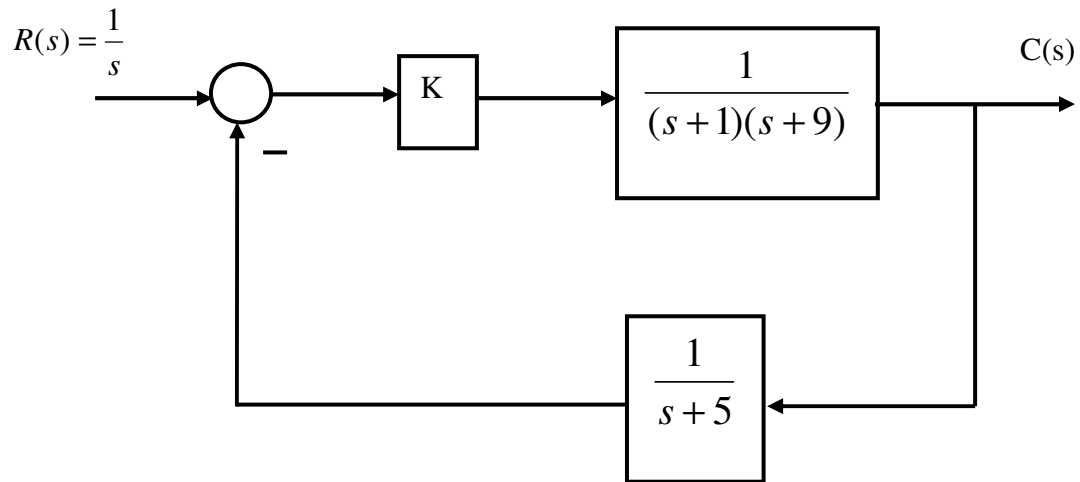 R(s) = 1/s
K
1/((s+1)(s+9))
C(s)
−
1/(s+5)